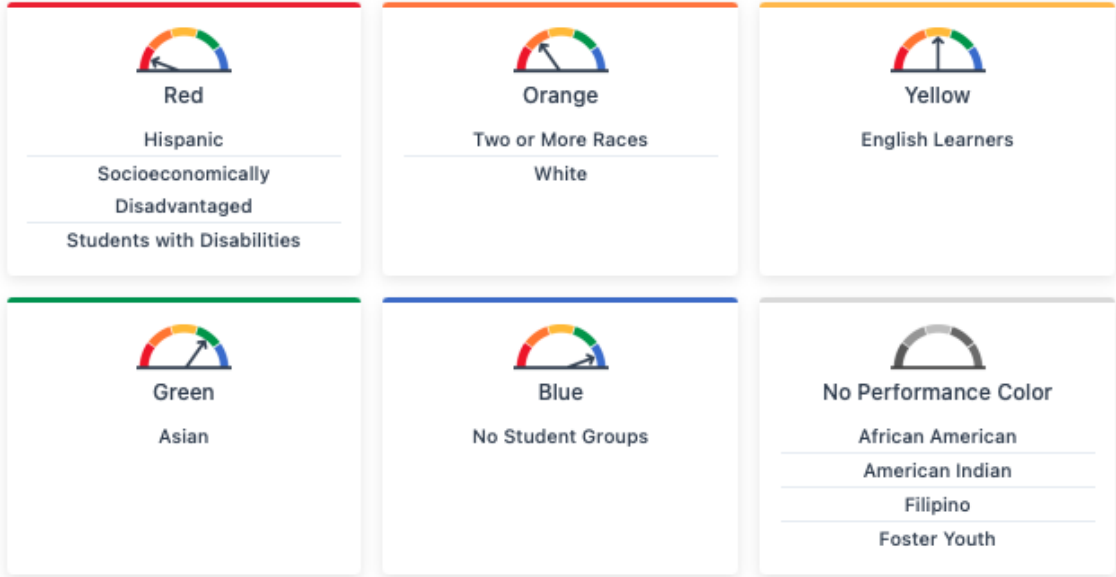 Red
Hispanic
Socioeconomically
Disadvantaged
Students with Disabilities
Orange
Two or More Races
White
Yellow
English Learners
Green
Asian
Blue
No Student Groups
No Performance Color
African American
American Indian
Filipino
Foster Youth